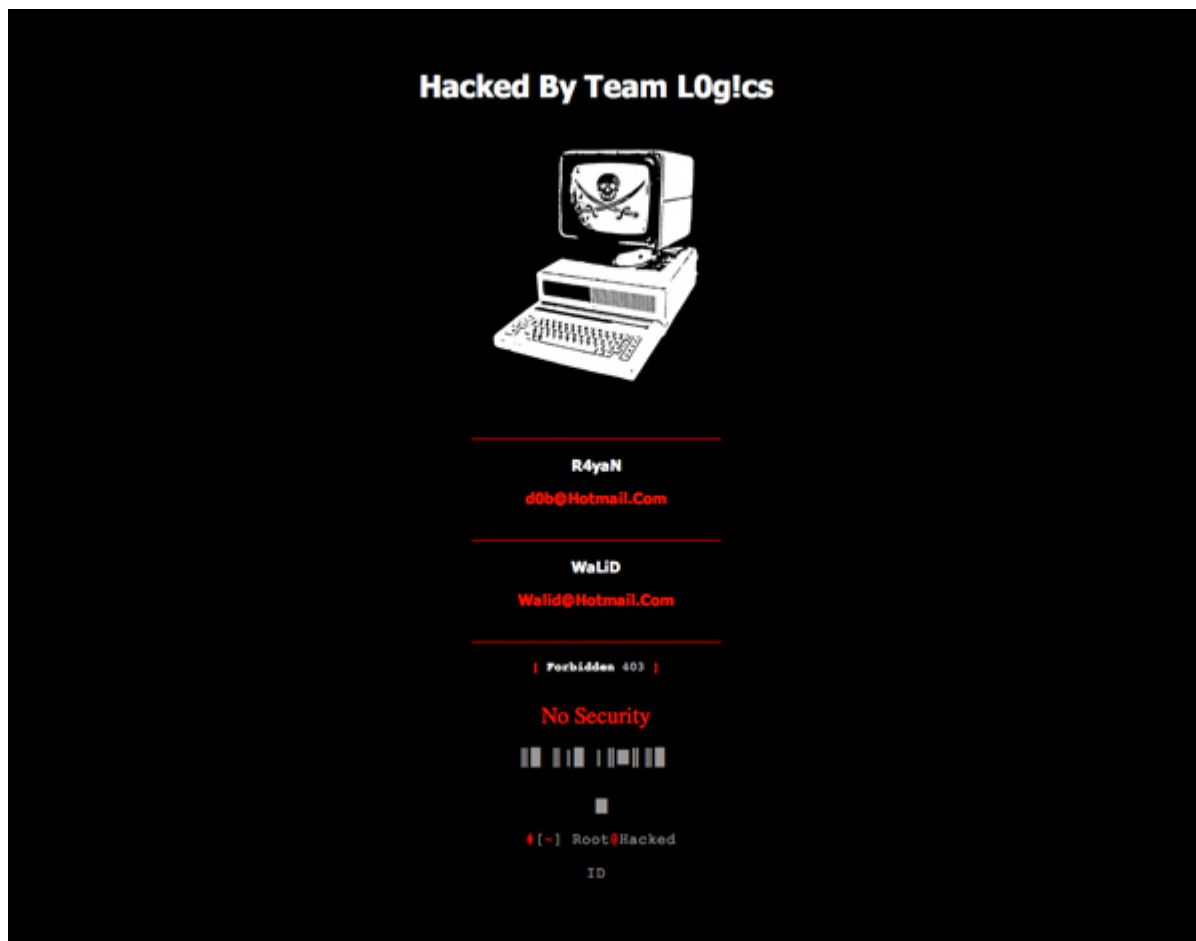 Hacked By Team L0g!cs
R4yaN
d0b@Hotmail.Com
WaLiD
Walid@Hotmail.Com
[ Forbidden 403 ]
No Security
#[~] Root@Hacked
ID